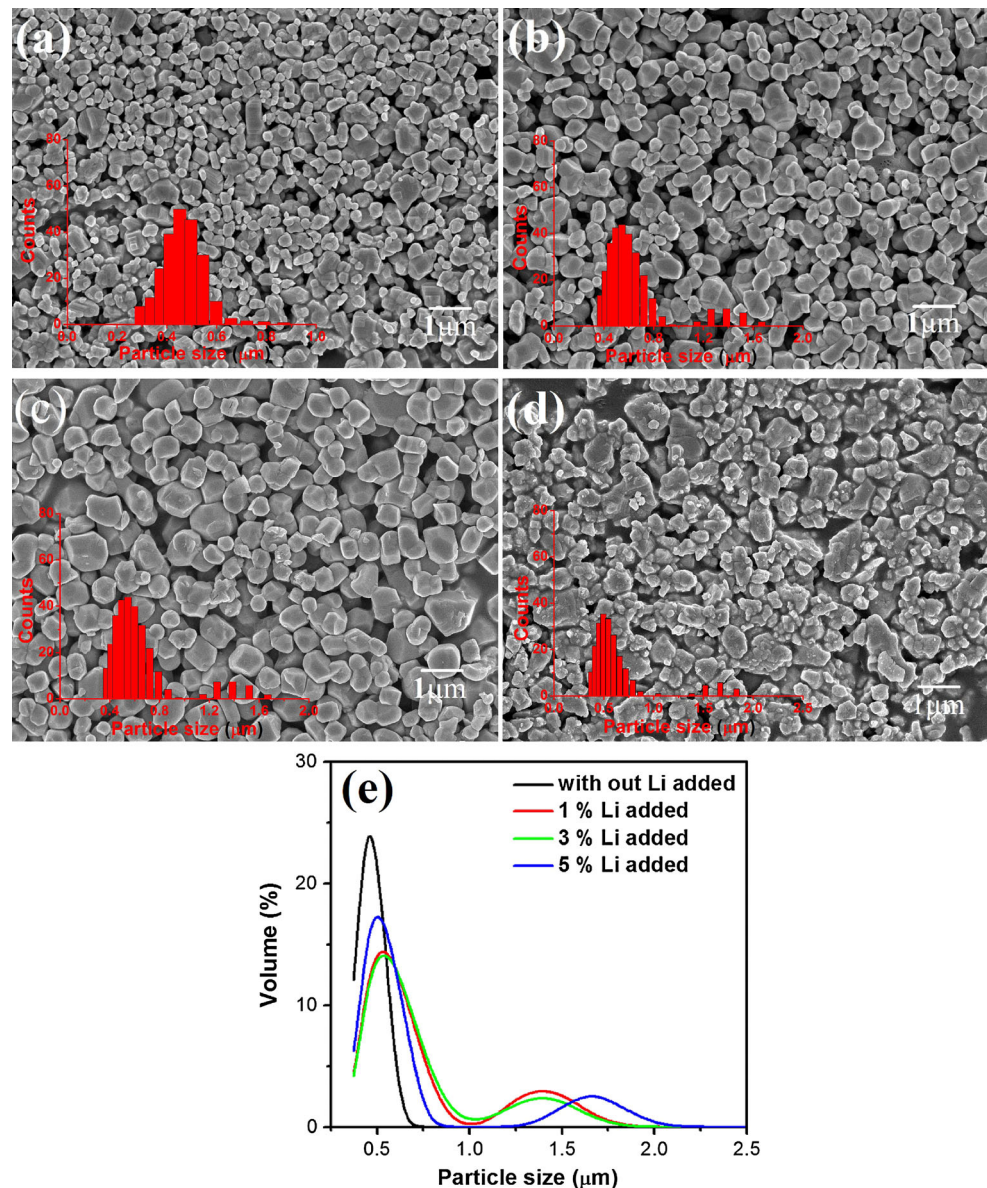 (a)
80
60
40
20
0
Counts
0.0 0.2 0.4 0.6 0.8 1.0
Particle size (μm)
1μm
(b)
80
60
40
20
0
Counts
0.0 0.4 0.8 1.2 1.6 2.0
Particle size (μm)
1μm
(c)
80
60
40
20
0
Counts
0.0 0.4 0.8 1.2 1.6 2.0
Particle size (μm)
1μm
(d)
80
60
40
20
0
Counts
0.0 0.5 1.0 1.5 2.0 2.5
Particle size (μm)
1μm
(e)
with out Li added
1 % Li added
3 % Li added
5 % Li added
30
20
10
0
Volume (%)
0.5 1.0 1.5 2.0 2.5
Particle size (μm)